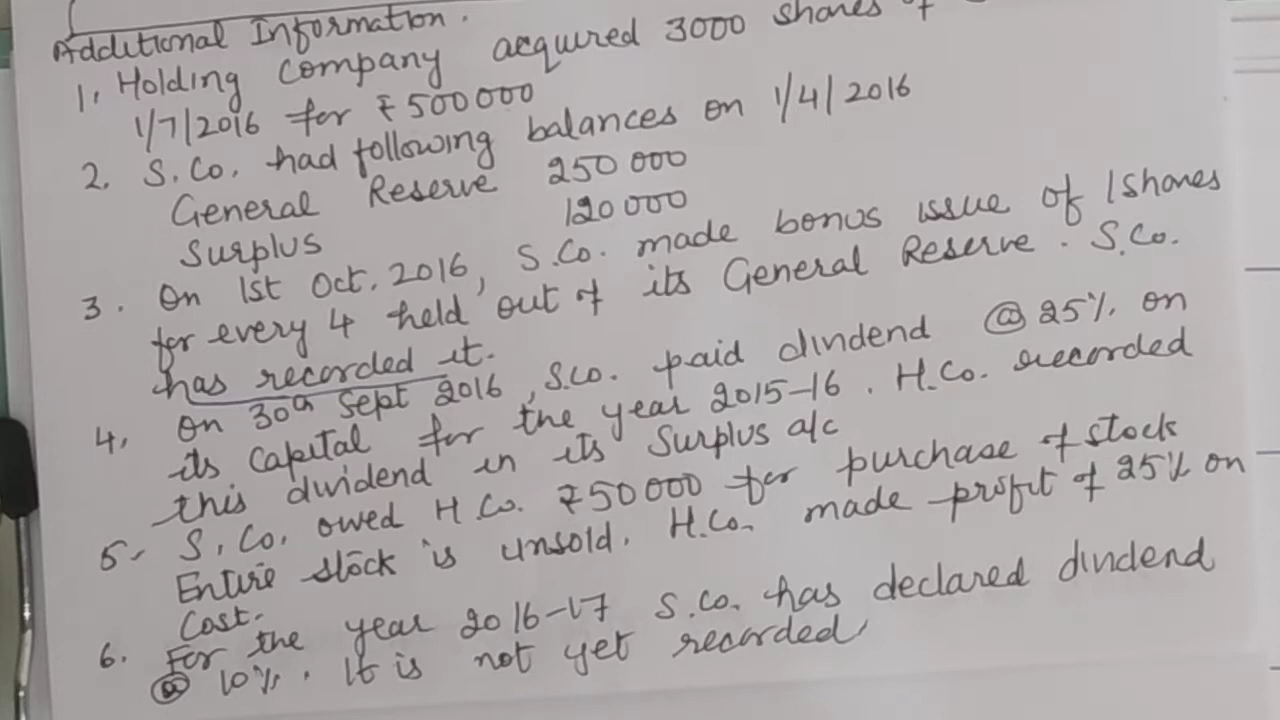 Additional Information.
1. Holding Company acquired 3000 shares of
1/7/2016 for ₹500000
2. S.Co. had following balances on 1/4/2016
General Reserve 250000
Surplus 120000
3. On 1st Oct. 2016, S.Co. made bonus issue of 1 shares
for every 4 held out of its General Reserve. S.Co.
has recorded it.
4. On 30th Sept 2016, S.Co. paid dindend @ 25% on
its capital for the year 2015-16. H.Co. recorded
this dividend in its Surplus a/c
5- S.Co. owed H.Co. ₹50000 for purchase of stock
Entire stock is unsold. H.Co. made profit of 25% on
Cost.
6. For the year 2016-17 S.Co. has declared dindend
@ 10%. It is not yet recorded